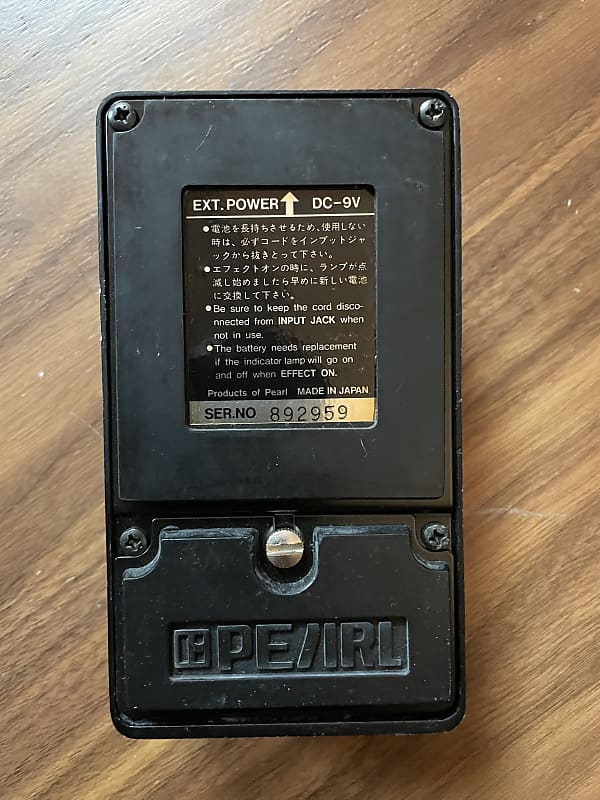 EXT. POWER ↑ DC-9V
●電池を長持ちさせるため、使用しない
時は、必ずコードをインプットジャ
ックから抜きとって下さい。
●エフェクトオンの時に、ランプが点
滅し始めましたら早めに新しい電池
に交換して下さい。
●Be sure to keep the cord disco-
nnected from INPUT JACK when
not in use.
●The battery needs replacement
if the indicator lamp will go on
and off when EFFECT ON.
Products of Pearl MADE IN JAPAN
SER.NO 892959
PEARL